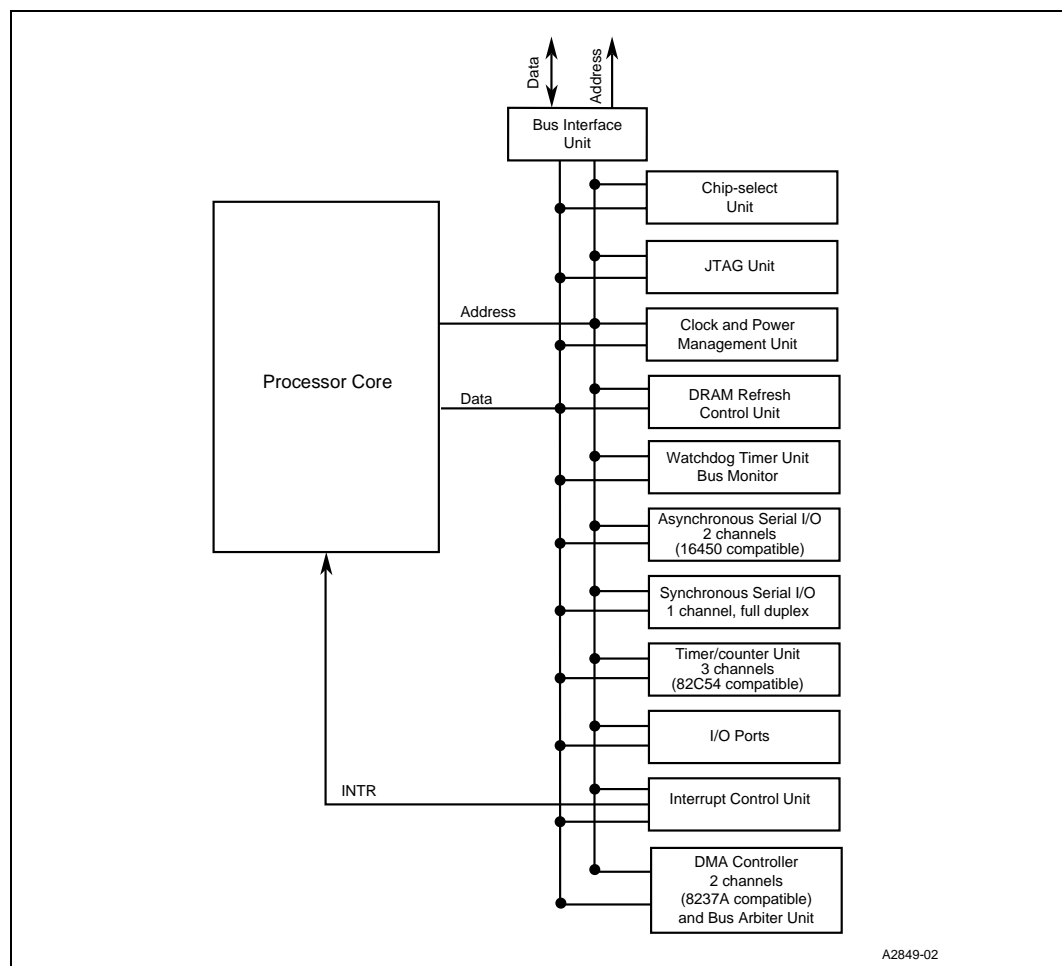 Data
Address
Bus Interface
Unit
Chip-select
Unit
JTAG Unit
Address
Clock and Power
Management Unit
Processor Core
Data
DRAM Refresh
Control Unit
Watchdog Timer Unit
Bus Monitor
Asynchronous Serial I/O
2 channels
(16450 compatible)
Synchronous Serial I/O
1 channel, full duplex
Timer/counter Unit
3 channels
(82C54 compatible)
I/O Ports
INTR
Interrupt Control Unit
DMA Controller
2 channels
(8237A compatible)
and Bus Arbiter Unit
A2849-02